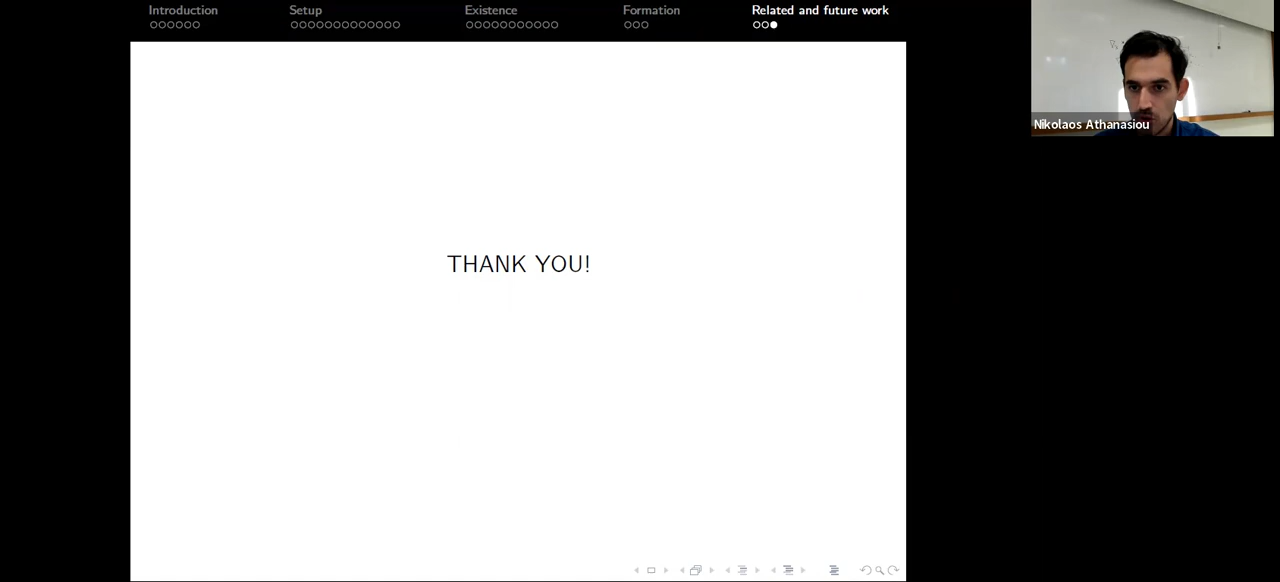 Introduction Setup Existence Formation Related and future work
THANK YOU!
Nikolaos Athanasiou